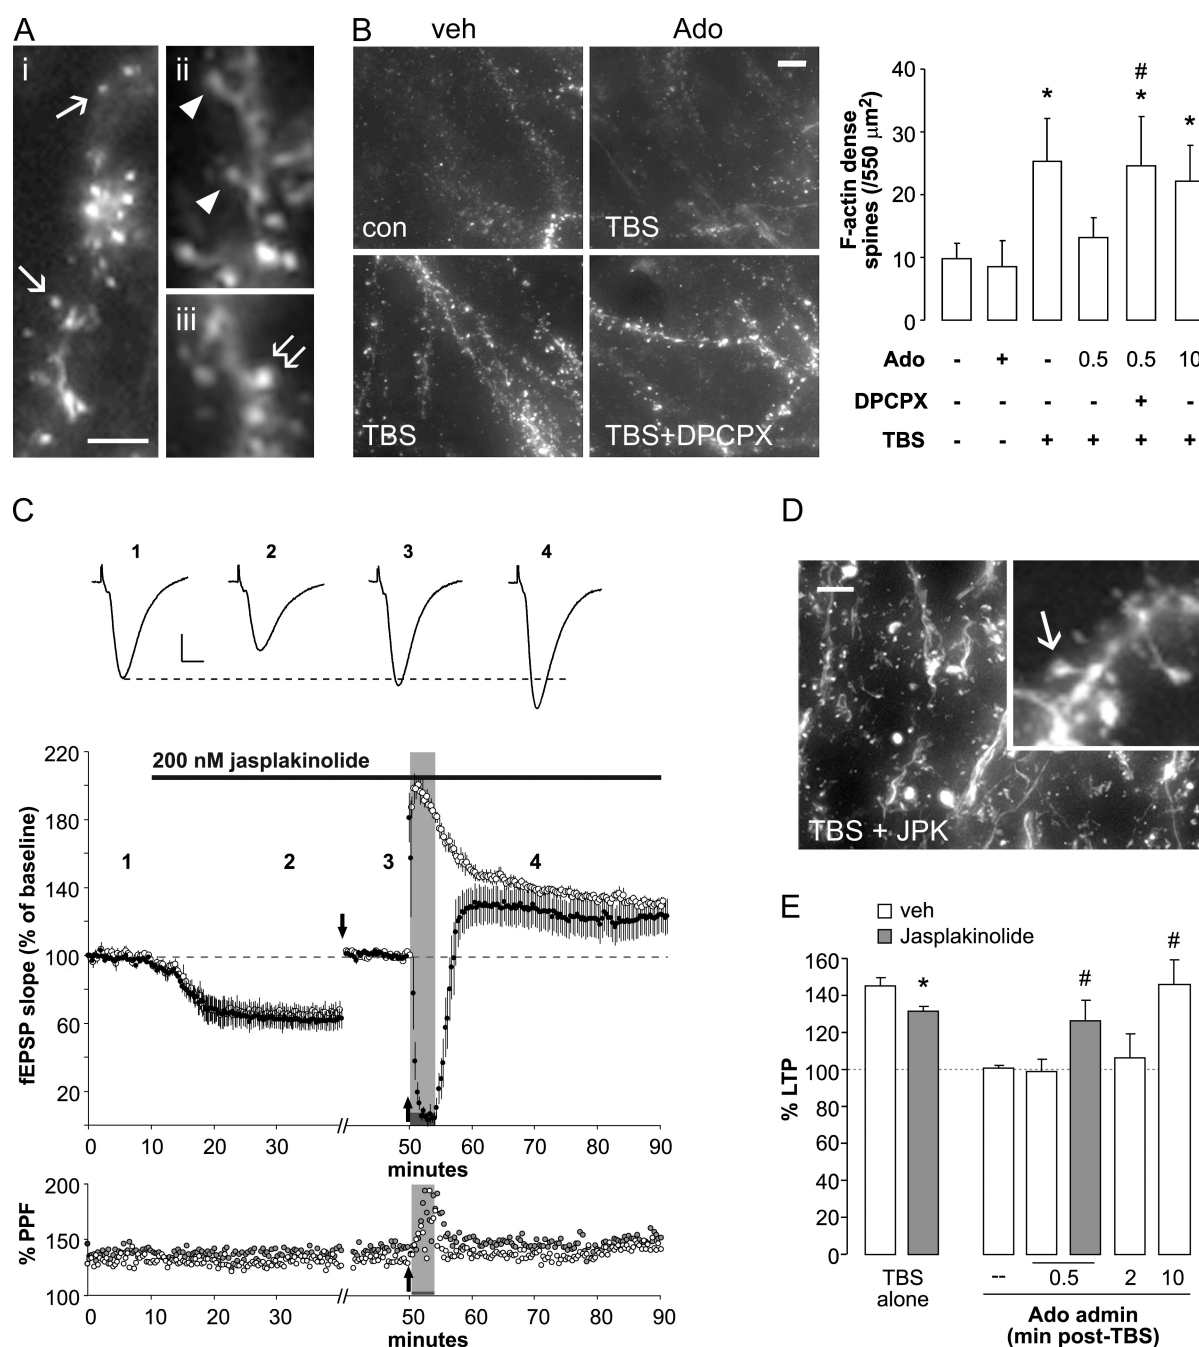 A
i
ii
iii
B
veh
Ado
con
TBS
TBS
TBS+DPCPX
F-actin dense
spines (/550 μm2)
40
30
20
10
0
Ado - + - 0.5 0.5 10
DPCPX - - - - + -
TBS - - + + + +
* # * *
C
1 2 3 4
200 nM jasplakinolide
fEPSP slope (% of baseline)
220
180
140
100
60
20
1 2 3 4
0 10 20 30 50 60 70 80 90
minutes
% PPF
200
150
100
0 10 20 30 50 60 70 80 90
minutes
D
TBS + JPK
E
veh
Jasplakinolide
% LTP
160
140
120
100
80
60
40
20
0
* # #
TBS
alone
-- 0.5 2 10
Ado admin
(min post-TBS)